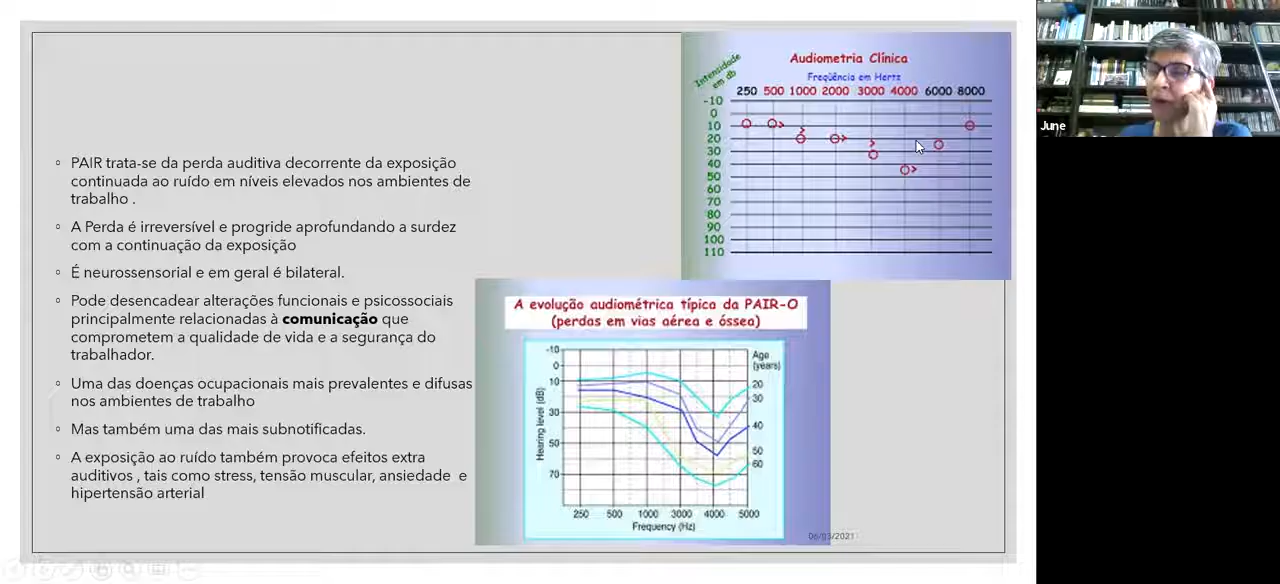 PAIR trata-se da perda auditiva decorrente da exposição
continuada ao ruído em níveis elevados nos ambientes de
trabalho .
A Perda é irreversível e progride aprofundando a surdez
com a continuação da exposição
É neurossensorial e em geral é bilateral.
Pode desencadear alterações funcionais e psicossociais
principalmente relacionadas à comunicação que
comprometem a qualidade de vida e a segurança do
trabalhador.
Uma das doenças ocupacionais mais prevalentes e difusas
nos ambientes de trabalho
Mas também uma das mais subnotificadas.
A exposição ao ruído também provoca efeitos extra
auditivos , tais como stress, tensão muscular, ansiedade e
hipertensão arterial
Audiometria Clínica
Intensidade
em db
Freqüência em Hertz
250 500 1000 2000 3000 4000 6000 8000
-10
0
10
20
30
40
50
60
70
80
90
100
110
A evolução audiométrica típica da PAIR-O
(perdas em vias aérea e óssea)
Hearing level (dB)
-10
0
10
30
50
70
Age
(years)
20
30
40
50
60
250 500 1000 3000 4000 5000
Frequency (Hz)
06/03/2021
June